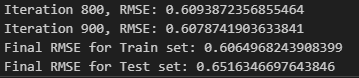 Iteration 800, RMSE: 0.6093872356855464
Iteration 900, RMSE: 0.6078741903633841
Final RMSE for Train set: 0.6064968243908399
Final RMSE for Test set: 0.6516346697643846